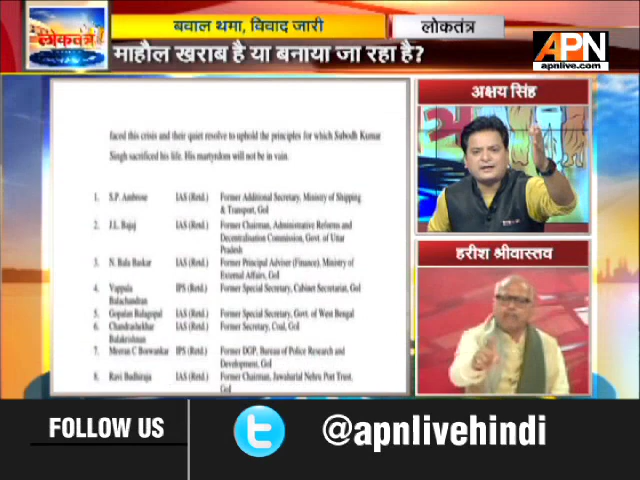 लोकतंत्र
बवाल थमा, विवाद जारी
लोकतंत्र
माहौल खराब है या बनाया जा रहा है?
APN
apnlive.com
faced this crisis and their quiet resolve to uphold the principles for which Subodh Kumar
Singh sacrificed his life. His martyrdom will not be in vain.
1. S.P. Ambrose IAS (Retd.) Former Additional Secretary, Ministry of Shipping
& Transport, GoI
2. J.L. Bajaj IAS (Retd.) Former Chairman, Administrative Reforms and
Decentralisation Commission, Govt. of Uttar
Pradesh
3. N. Bala Baskar IAS (Retd.) Former Principal Adviser (Finance), Ministry of
External Affairs, GoI
4. Vappala IPS (Retd.) Former Special Secretary, Cabinet Secretariat, GoI
Balachandran
5. Gopalan Balagopal IAS (Retd.) Former Special Secretary, Govt. of West Bengal
6. Chandrashekhar IAS (Retd.) Former Secretary, Coal, GoI
Balakrishnan
7. Meeran C Borwankar IPS (Retd.) Former DGP, Bureau of Police Research and
Development, GoI
8. Ravi Budhiraja IAS (Retd.) Former Chairman, Jawaharlal Nehru Port Trust,
GoI
अक्षय सिंह
हरीश श्रीवास्तव
FOLLOW US
@apnlivehindi